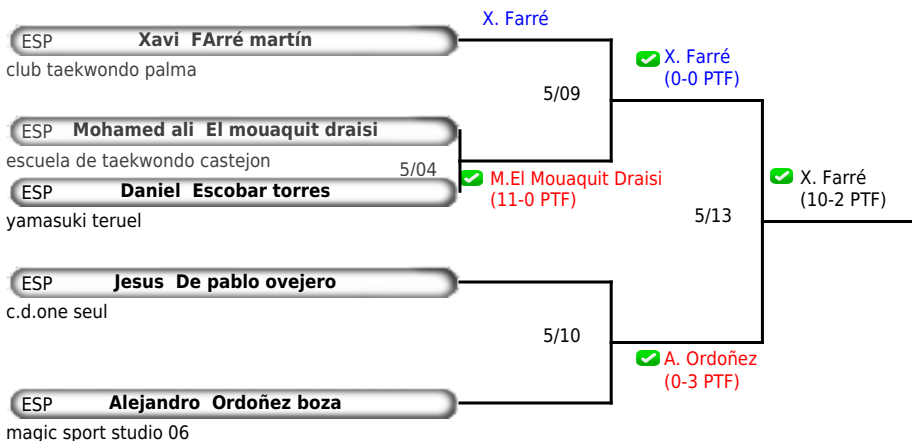 X. Farré
ESP Xavi FArré martín
club taekwondo palma
X. Farré
(0-0 PTF)
5/09
ESP Mohamed ali El mouaquit draisi
escuela de taekwondo castejon
5/04
M.El Mouaquit Draisi
(11-0 PTF)
ESP Daniel Escobar torres
yamasuki teruel
X. Farré
(10-2 PTF)
5/13
ESP Jesus De pablo ovejero
c.d.one seul
5/10
A. Ordoñez
(0-3 PTF)
ESP Alejandro Ordoñez boza
magic sport studio 06